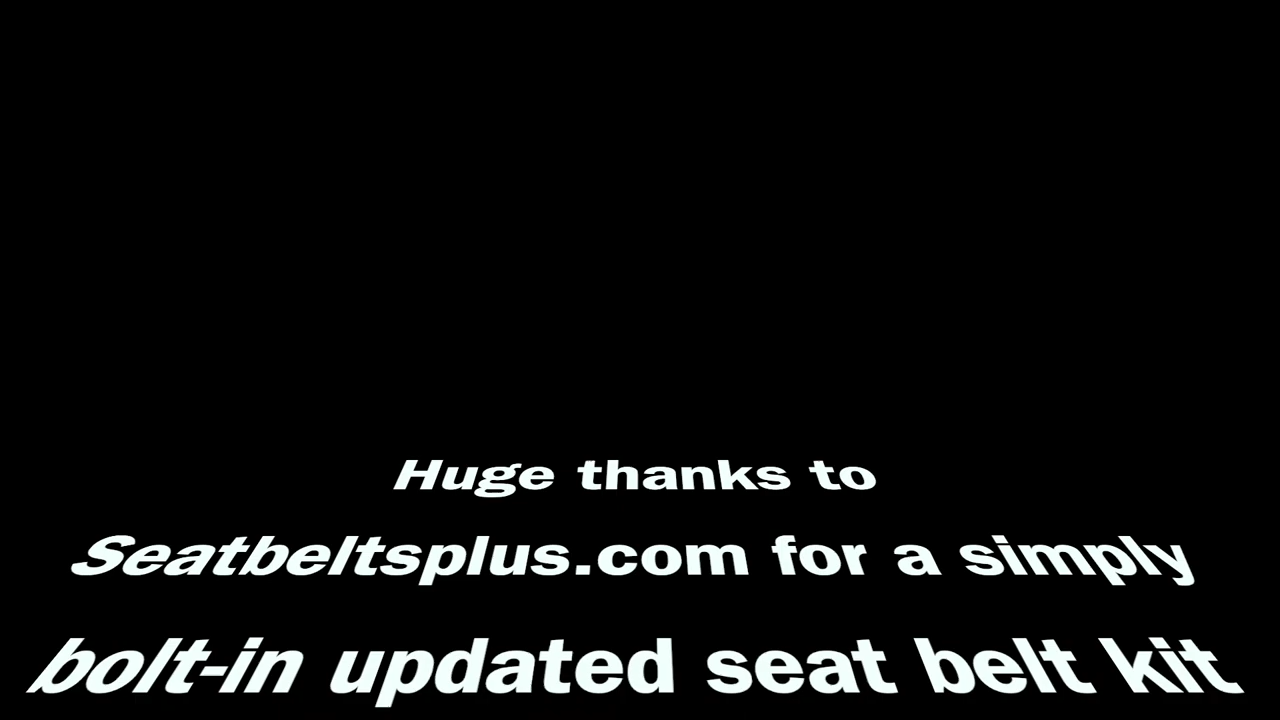 Huge thanks to
Seatbeltsplus.com for a simply
bolt-in updated seat belt kit